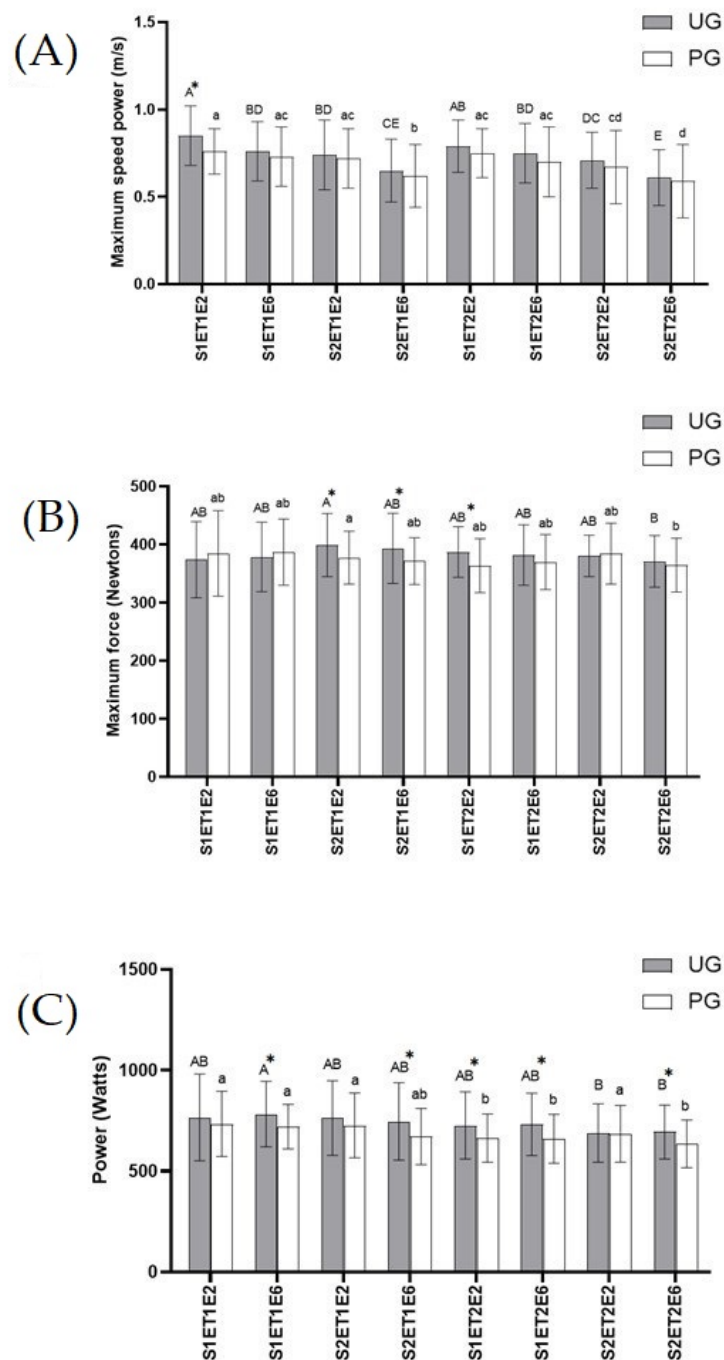 (A)
UG
PG
Maximum speed power (m/s)
1.5
1.0
0.5
0.0
A* a BD ac BD ac CE b AB ac BD ac DC cd E d
S1ET1E2
S1ET1E6
S2ET1E2
S2ET1E6
S1ET2E2
S1ET2E6
S2ET2E2
S2ET2E6
(B)
UG
PG
Maximum force (Newtons)
500
400
300
200
100
0
AB ab AB ab A* a AB* ab AB* ab AB ab AB ab B b
S1ET1E2
S1ET1E6
S2ET1E2
S2ET1E6
S1ET2E2
S1ET2E6
S2ET2E2
S2ET2E6
(C)
UG
PG
Power (Watts)
1500
1000
500
0
AB a A* a AB a AB* ab AB* b AB* b B a B* b
S1ET1E2
S1ET1E6
S2ET1E2
S2ET1E6
S1ET2E2
S1ET2E6
S2ET2E2
S2ET2E6